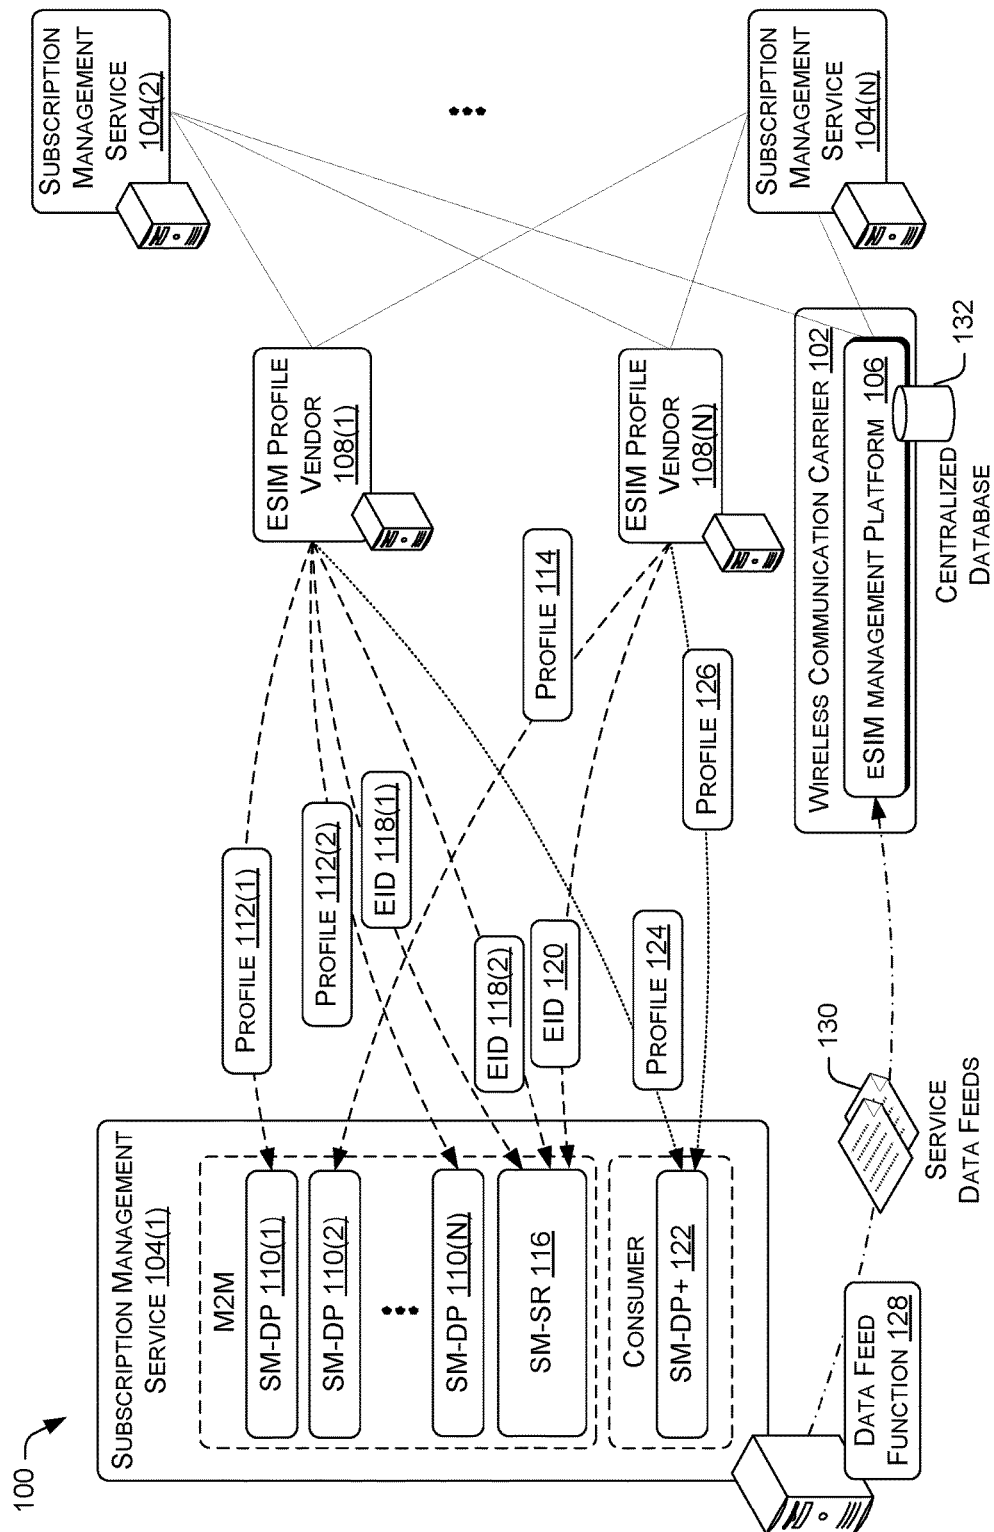 100
SUBSCRIPTION MANAGEMENT
SERVICE 104(1)
M2M
SM-DP 110(1)
SM-DP 110(2)
SM-DP 110(N)
SM-SR 116
CONSUMER
SM-DP+ 122
DATA FEED
FUNCTION 128
PROFILE 112(1)
PROFILE 112(2)
EID 118(1)
EID 118(2)
EID 120
PROFILE 124
PROFILE 114
PROFILE 126
130
SERVICE
DATA FEEDS
ESIM PROFILE
VENDOR
108(1)
ESIM PROFILE
VENDOR
108(N)
WIRELESS COMMUNICATION CARRIER 102
ESIM MANAGEMENT PLATFORM 106
132
CENTRALIZED
DATABASE
SUBSCRIPTION
MANAGEMENT
SERVICE
104(2)
SUBSCRIPTION
MANAGEMENT
SERVICE
104(N)